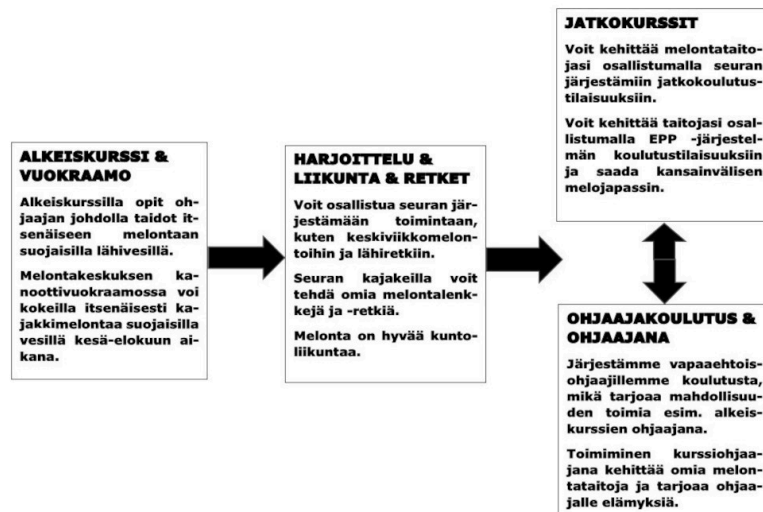 ALKEISKURSSI &
VUOKRAAMO
Alkeiskurssilla opit oh-
jaajan johdolla taidot it-
senäiseen melontaan
suojaisilla lähivesillä.
Melontakeskuksen ka-
noottivuokraamossa voi
kokeilla itsenäisesti ka-
jakkimelontaa suojaisilla
vesillä kesä-elokuun ai-
kana.
HARJOITTELU &
LIIKUNTA & RETKET
Voit osallistua seuran jär-
jestämään toimintaan,
kuten keskiviikkomelon-
toihin ja lähiretkiin.
Seuran kajakeilla voit
tehdä omia melontalenk-
kejä ja -retkiä.
Melonta on hyvää kunto-
liikuntaa.
JATKOKURSSIT
Voit kehittää melontataito-
jasi osallistumalla seuran
järjestämiin jatkokoulutus-
tilaisuuksiin.
Voit kehittää taitojasi osal-
listumalla EPP -järjestel-
män koulutustilaisuuksiin
ja saada kansainvälisen
melojapassin.
OHJAAJAKOULUTUS &
OHJAAJANA
Järjestämme vapaaehtois-
ohjaajillemme koulutusta,
mikä tarjoaa mahdollisuu-
den toimia esim. alkeis-
kurssien ohjaajana.
Toimiminen kurssiohjaa-
jana kehittää omia melon-
tataitoja ja tarjoaa ohjaa-
jalle elämyksiä.